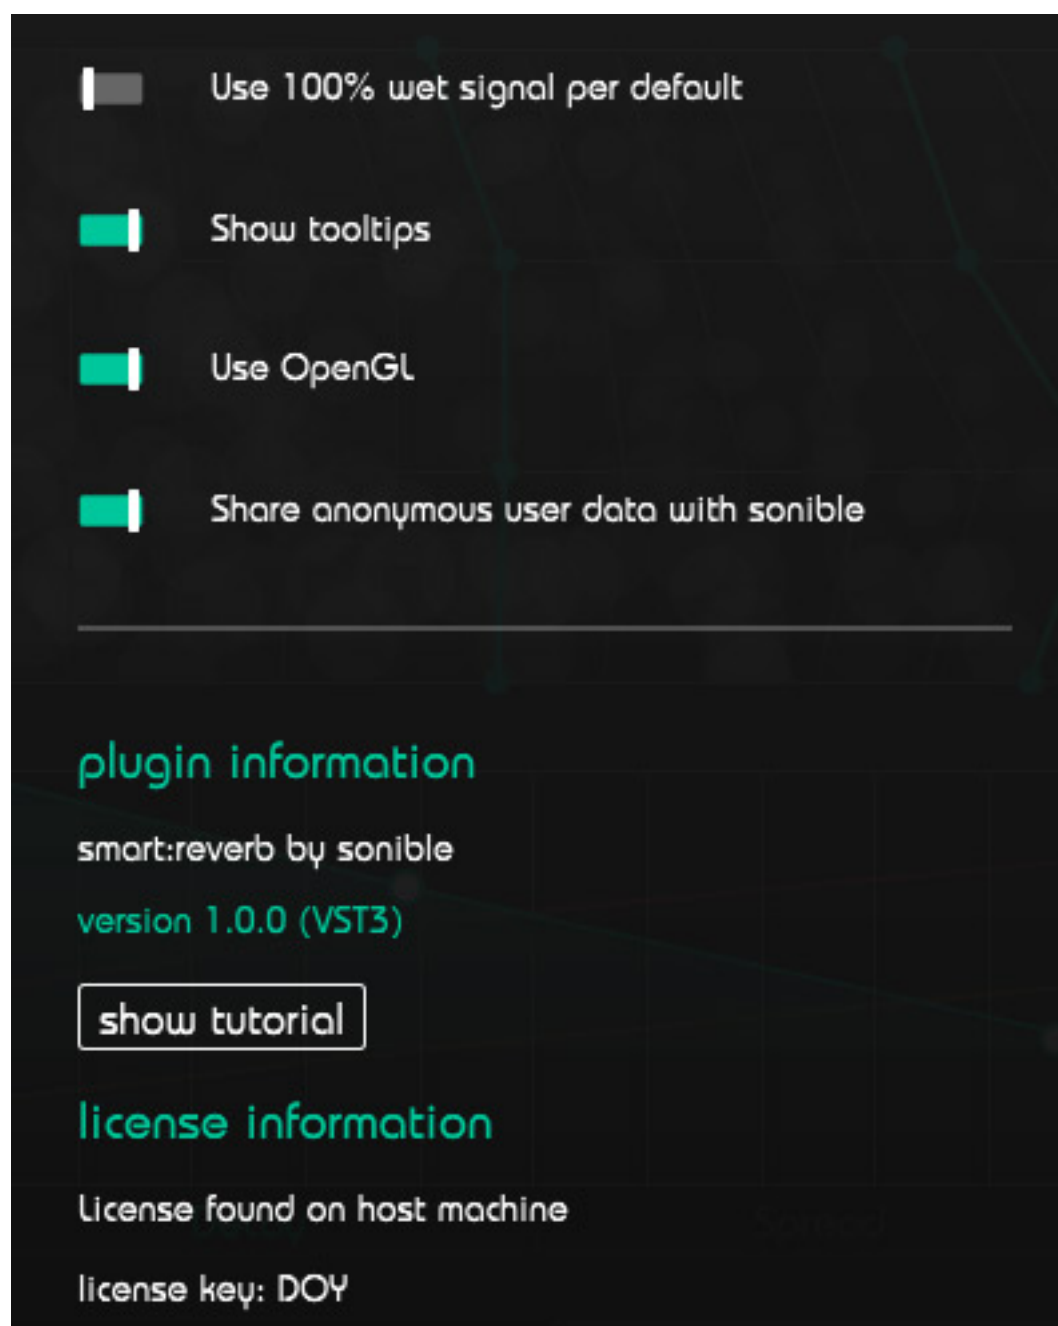 Use 100% wet signal per default
Show tooltips
Use OpenGL
Share anonymous user data with sonible
plugin information
smart:reverb by sonible
version 1.0.0 (VST3)
show tutorial
license information
License found on host machine
license key: DOY